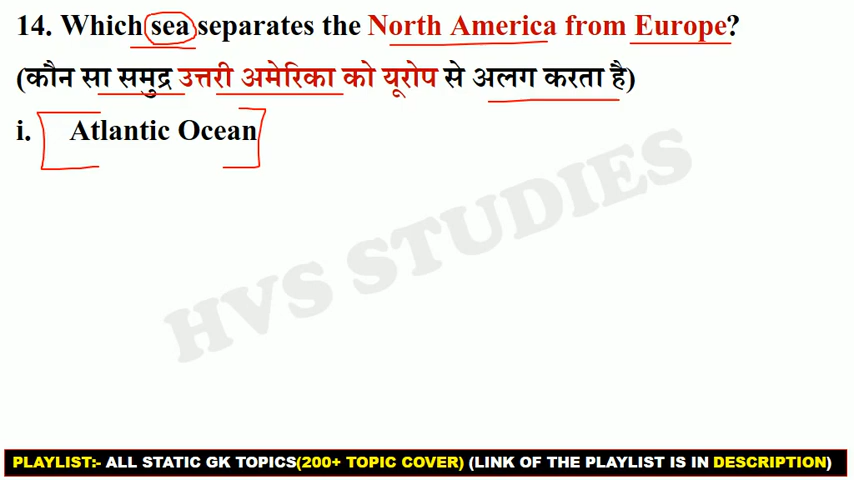 14. Which sea separates the North America from Europe?
(कौन सा समुद्र उत्तरी अमेरिका को यूरोप से अलग करता है)
i. Atlantic Ocean
HVS STUDIES
PLAYLIST:- ALL STATIC GK TOPICS(200+ TOPIC COVER) (LINK OF THE PLAYLIST IS IN DESCRIPTION)